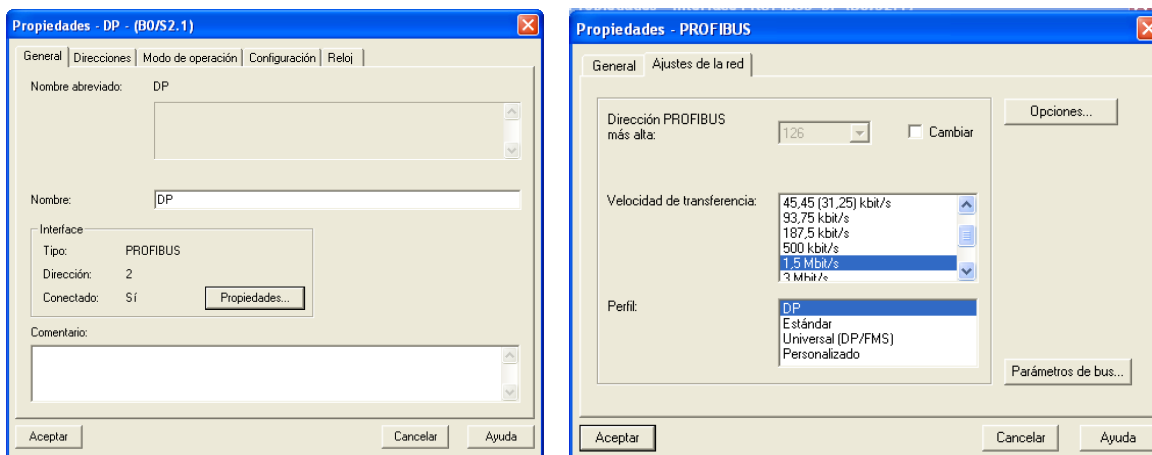 Propiedades - DP - (B0/S2.1)
General Direcciones Modo de operación Configuración Reloj
Nombre abreviado: DP
Nombre: DP
Interface
Tipo: PROFIBUS
Dirección: 2
Conectado: Sí Propiedades...
Comentario:
Aceptar Cancelar Ayuda
Propiedades - PROFIBUS
General Ajustes de la red
Dirección PROFIBUS
más alta: 126 Cambiar
Opciones...
Velocidad de transferencia: 45,45 (31,25) kbit/s
93,75 kbit/s
187,5 kbit/s
500 kbit/s
1,5 Mbit/s
3 Mbit/s
Perfil: DP
Estándar
Universal (DP/FMS)
Personalizado
Parámetros de bus...
Aceptar Cancelar Ayuda